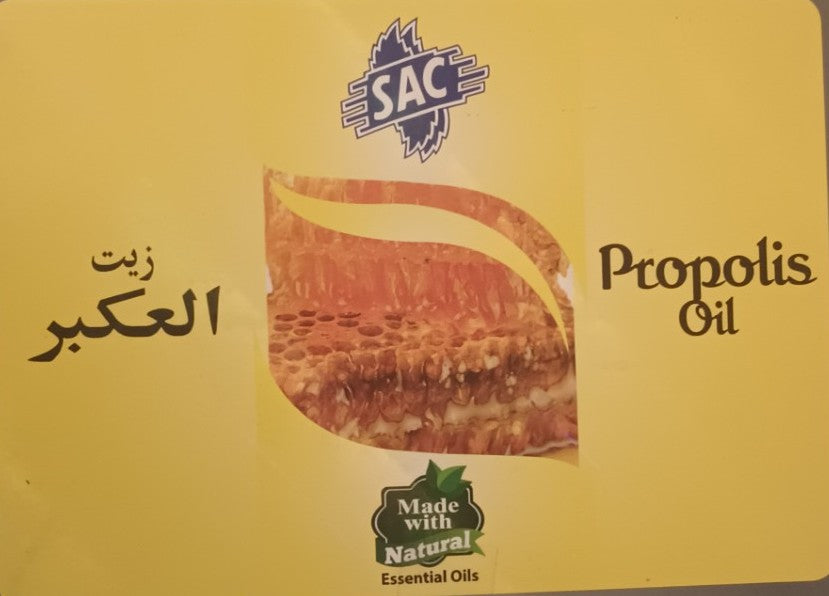 SAC
زيت
العكبر
Propolis
Oil
Made
with
Natural
Essential Oils